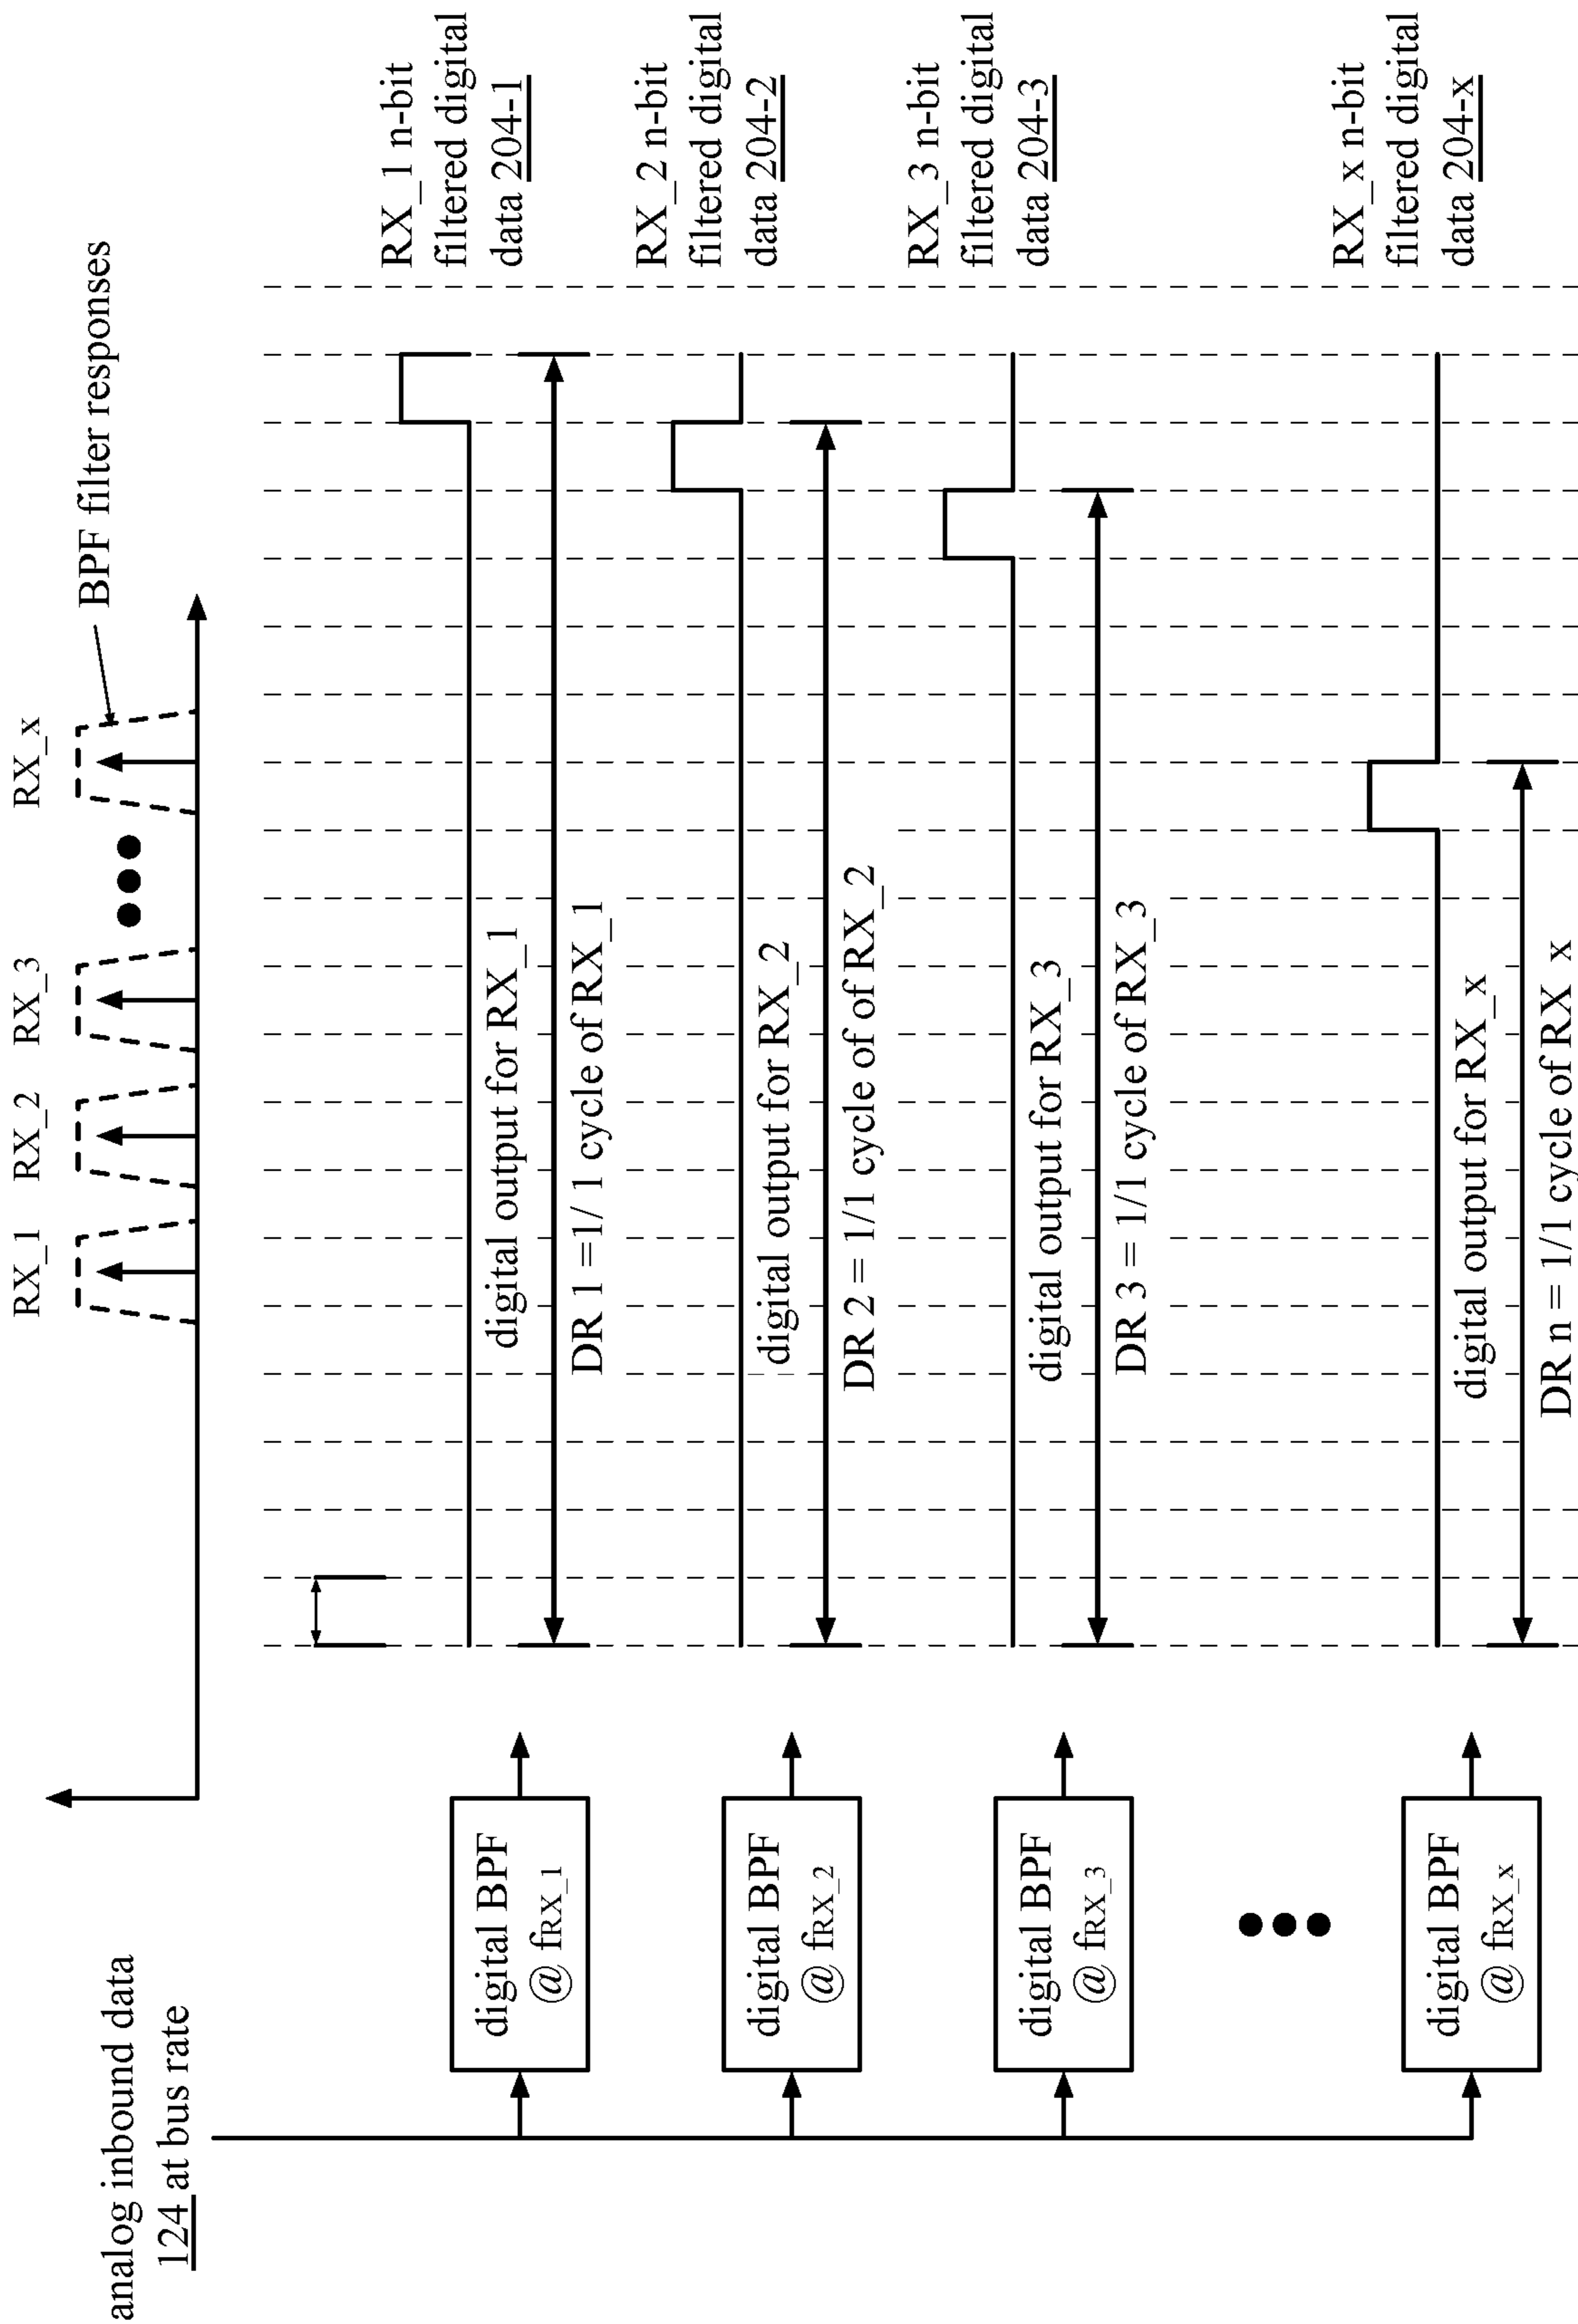 RX_1
RX_2
RX_3
RX_x
BPF filter responses
analog inbound data
124 at bus rate
digital BPF
@ fRX_1
digital output for RX_1
DR 1 =1/ 1 cycle of RX_1
RX_1 n-bit
filtered digital
data 204-1
digital BPF
@ fRX_2
digital output for RX_2
DR 2 = 1/1 cycle of of RX_2
RX_2 n-bit
filtered digital
data 204-2
digital BPF
@ fRX_3
digital output for RX_3
DR 3 = 1/1 cycle of RX_3
RX_3 n-bit
filtered digital
data 204-3
digital BPF
@ fRX_x
digital output for RX_x
DR n = 1/1 cycle of RX_x
RX_x n-bit
filtered digital
data 204-x